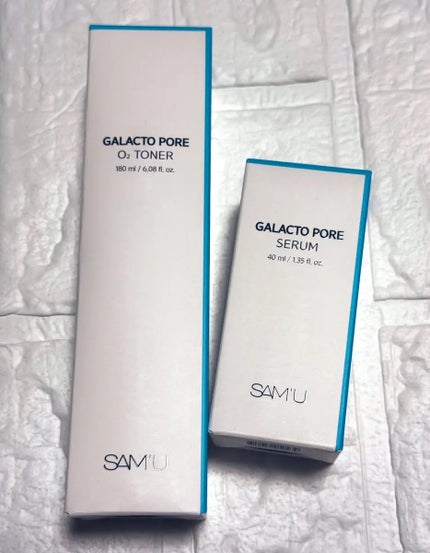 GALACTO PORE
O₂ TONER
180 ml / 6.08 fl. oz.
SAM'U
GALACTO PORE
SERUM
40 ml / 1.35 fl. oz.
SAM'U